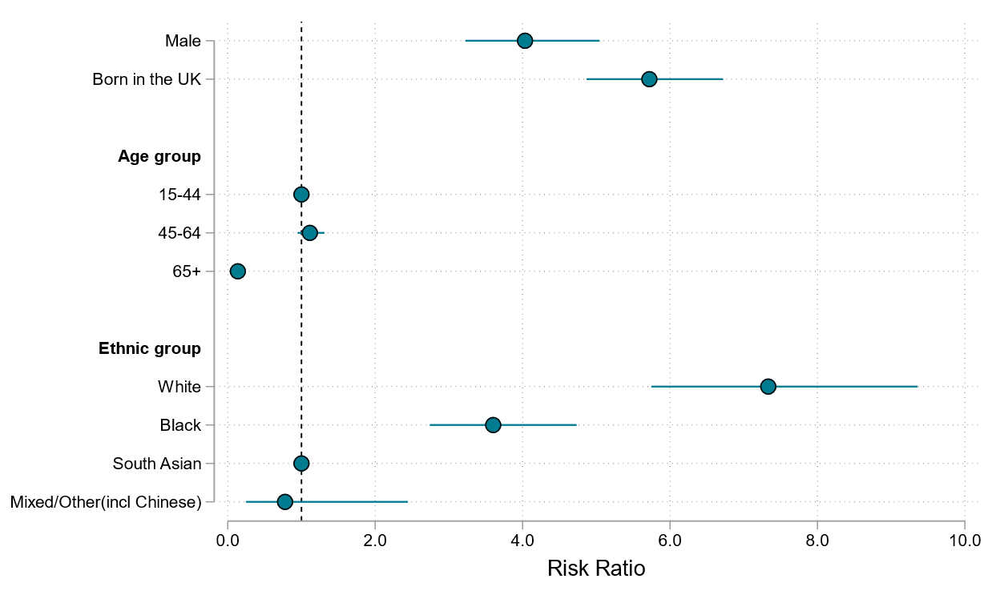 Male
Born in the UK
Age group
15-44
45-64
65+
Ethnic group
White
Black
South Asian
Mixed/Other(incl Chinese)
0.0 2.0 4.0 6.0 8.0 10.0
Risk Ratio